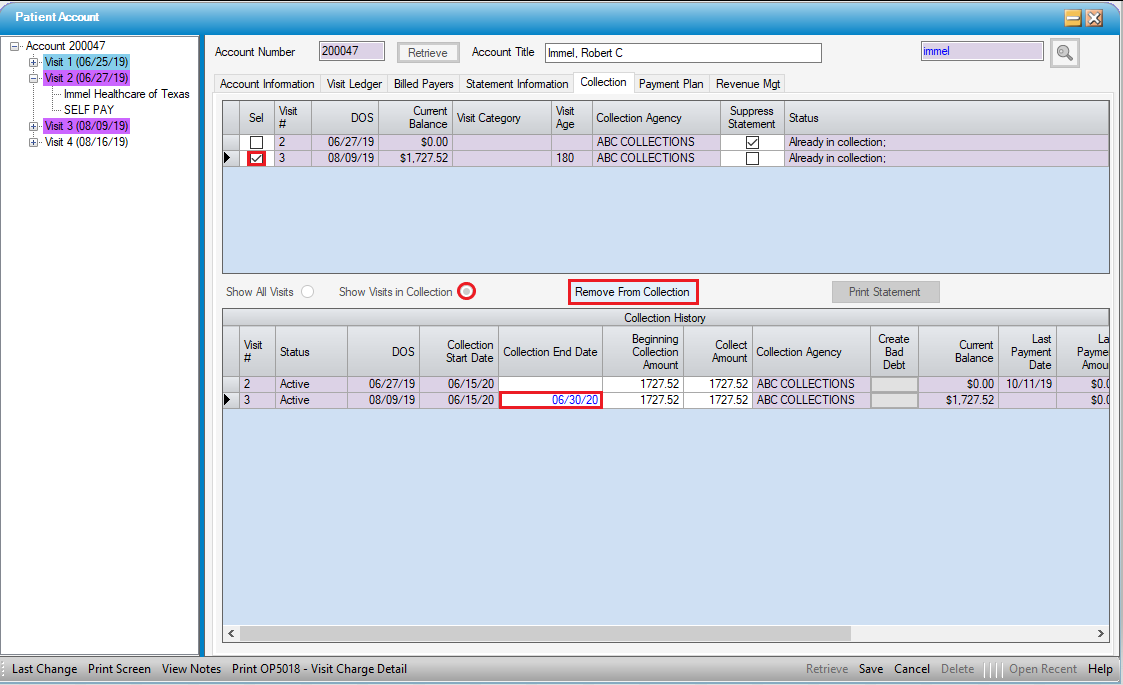 Patient Account
Account 200047
Visit 1 (06/25/19)
Visit 2 (06/27/19)
Immel Healthcare of Texas
SELF PAY
Visit 3 (08/09/19)
Visit 4 (08/16/19)
Account Number 200047 Retrieve Account Title Immel, Robert C immel
Account Information Visit Ledger Billed Payers Statement Information Collection Payment Plan Revenue Mgt
Sel Visit # DOS Current Balance Visit Category Visit Age Collection Agency Suppress Statement Status
2 06/27/19 $0.00 ABC COLLECTIONS Already in collection;
3 08/09/19 $1,727.52 180 ABC COLLECTIONS Already in collection;
Show All Visits Show Visits in Collection Remove From Collection Print Statement
Collection History
Visit # Status DOS Collection Start Date Collection End Date Beginning Collection Amount Collect Amount Collection Agency Create Bad Debt Current Balance Last Payment Date La Payme Amou
2 Active 06/27/19 06/15/20 1727.52 1727.52 ABC COLLECTIONS $0.00 10/11/19 $0.0
3 Active 08/09/19 06/15/20 06/30/20 1727.52 1727.52 ABC COLLECTIONS $1,727.52 $0.0
Last Change Print Screen View Notes Print OP5018 - Visit Charge Detail Retrieve Save Cancel Delete Open Recent Help